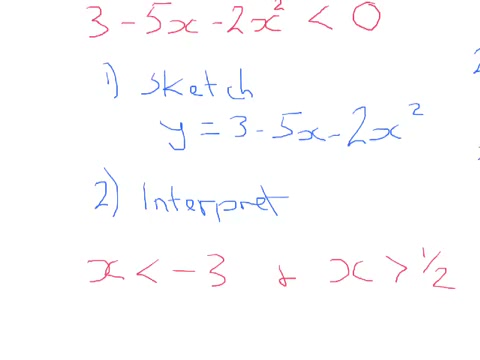 3 - 5x - 2x² < 0
1) Sketch
y = 3 - 5x - 2x²
2) Interpret
x < -3 & x > 1/2